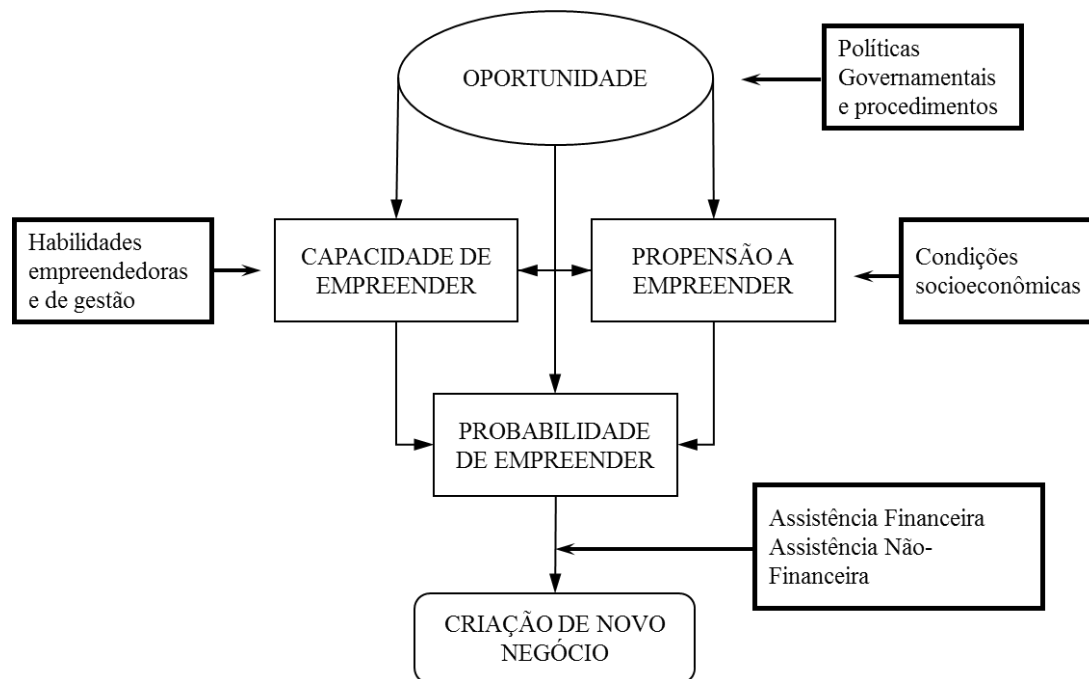 OPORTUNIDADE
Políticas
Governamentais
e procedimentos
Habilidades
empreendedoras
e de gestão
CAPACIDADE DE
EMPREENDER
PROPENSÃO A
EMPREENDER
Condições
socioeconômicas
PROBABILIDADE
DE EMPREENDER
Assistência Financeira
Assistência Não-
Financeira
CRIAÇÃO DE NOVO
NEGÓCIO